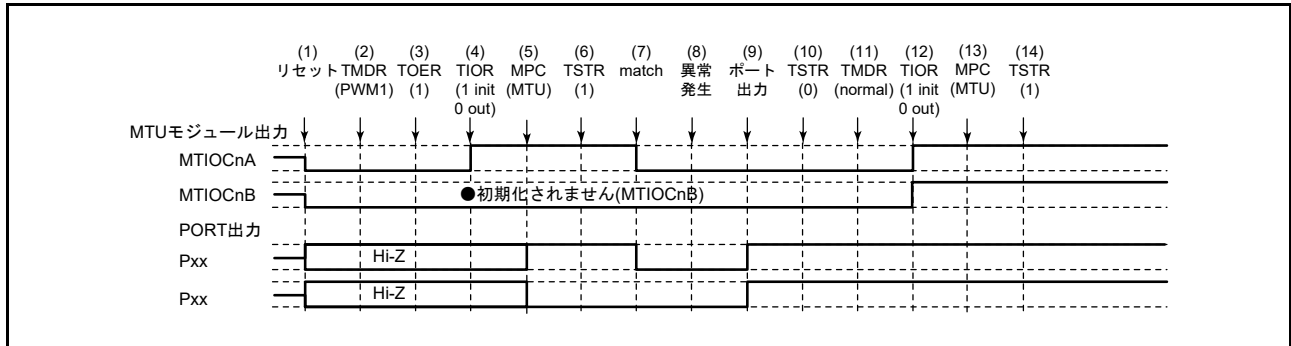 (1) (2) (3) (4) (5) (6) (7) (8) (9) (10) (11) (12) (13) (14)
リセット TMDR TOER TIOR MPC TSTR match 異常 ポート TSTR TMDR TIOR MPC TSTR
(PWM1) (1) (1 init (MTU) (1) 発生 出力 (0) (normal) (1 init (MTU) (1)
0 out) 0 out)
MTUモジュール出力
MTIOCnA
MTIOCnB ●初期化されません(MTIOCnB)
PORT出力
Pxx Hi-Z
Pxx Hi-Z